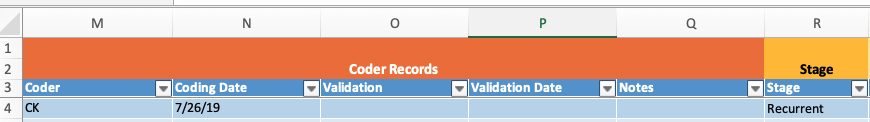 M N O P Q R
1
2 Coder Records Stage
3 Coder Coding Date Validation Validation Date Notes Stage
4 CK 7/26/19 Recurrent